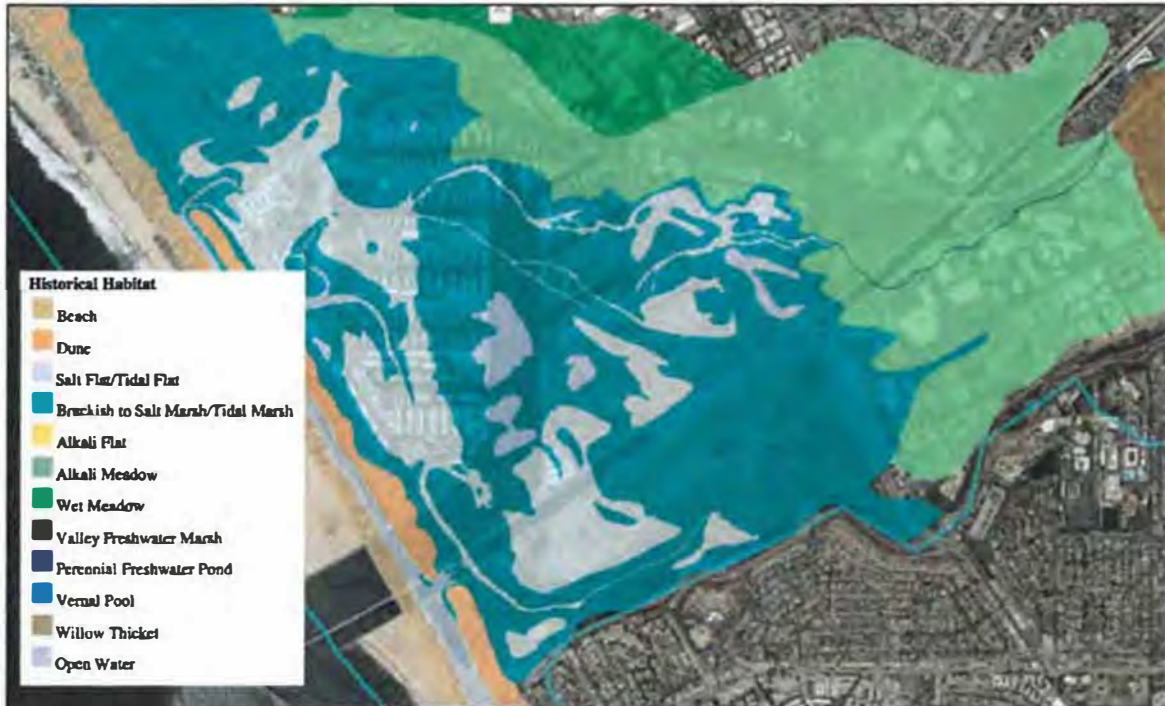 Historical Habitat
Beach
Dune
Salt Flat/Tidal Flat
Brackish to Salt Marsh/Tidal Marsh
Alkali Flat
Alkali Meadow
Wet Meadow
Valley Freshwater Marsh
Perennial Freshwater Pond
Vernal Pool
Willow Thicket
Open Water